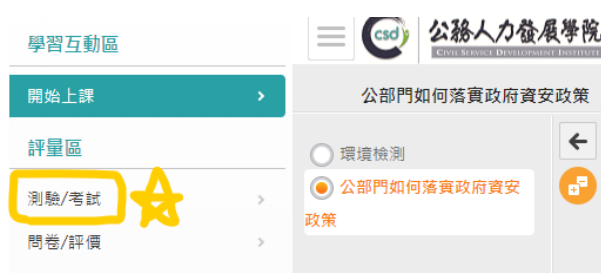 學習互動區
開始上課
評量區
測驗/考試
問卷/評價
csd
公務人力發展學院
CIVIL SERVICE DEVELOPMENT INSTITUTE
公部門如何落實政府資安政策
環境檢測
公部門如何落實政府資安
政策